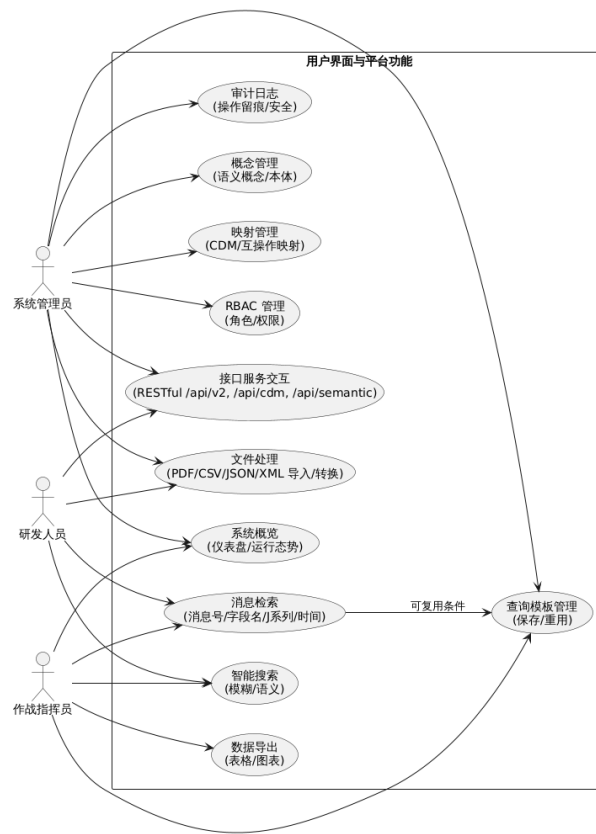 用户界面与平台功能
审计日志
(操作留痕/安全)
概念管理
(语义概念/本体)
映射管理
(CDM/互操作映射)
系统管理员
RBAC 管理
(角色/权限)
接口服务交互
(RESTful /api/v2, /api/cdm, /api/semantic)
文件处理
(PDF/CSV/JSON/XML 导入/转换)
研发人员
系统概览
(仪表盘/运行态势)
消息检索
(消息号/字段名/J系列/时间)
可复用条件
查询模板管理
(保存/重用)
智能搜索
(模糊/语义)
作战指挥员
数据导出
(表格/图表)